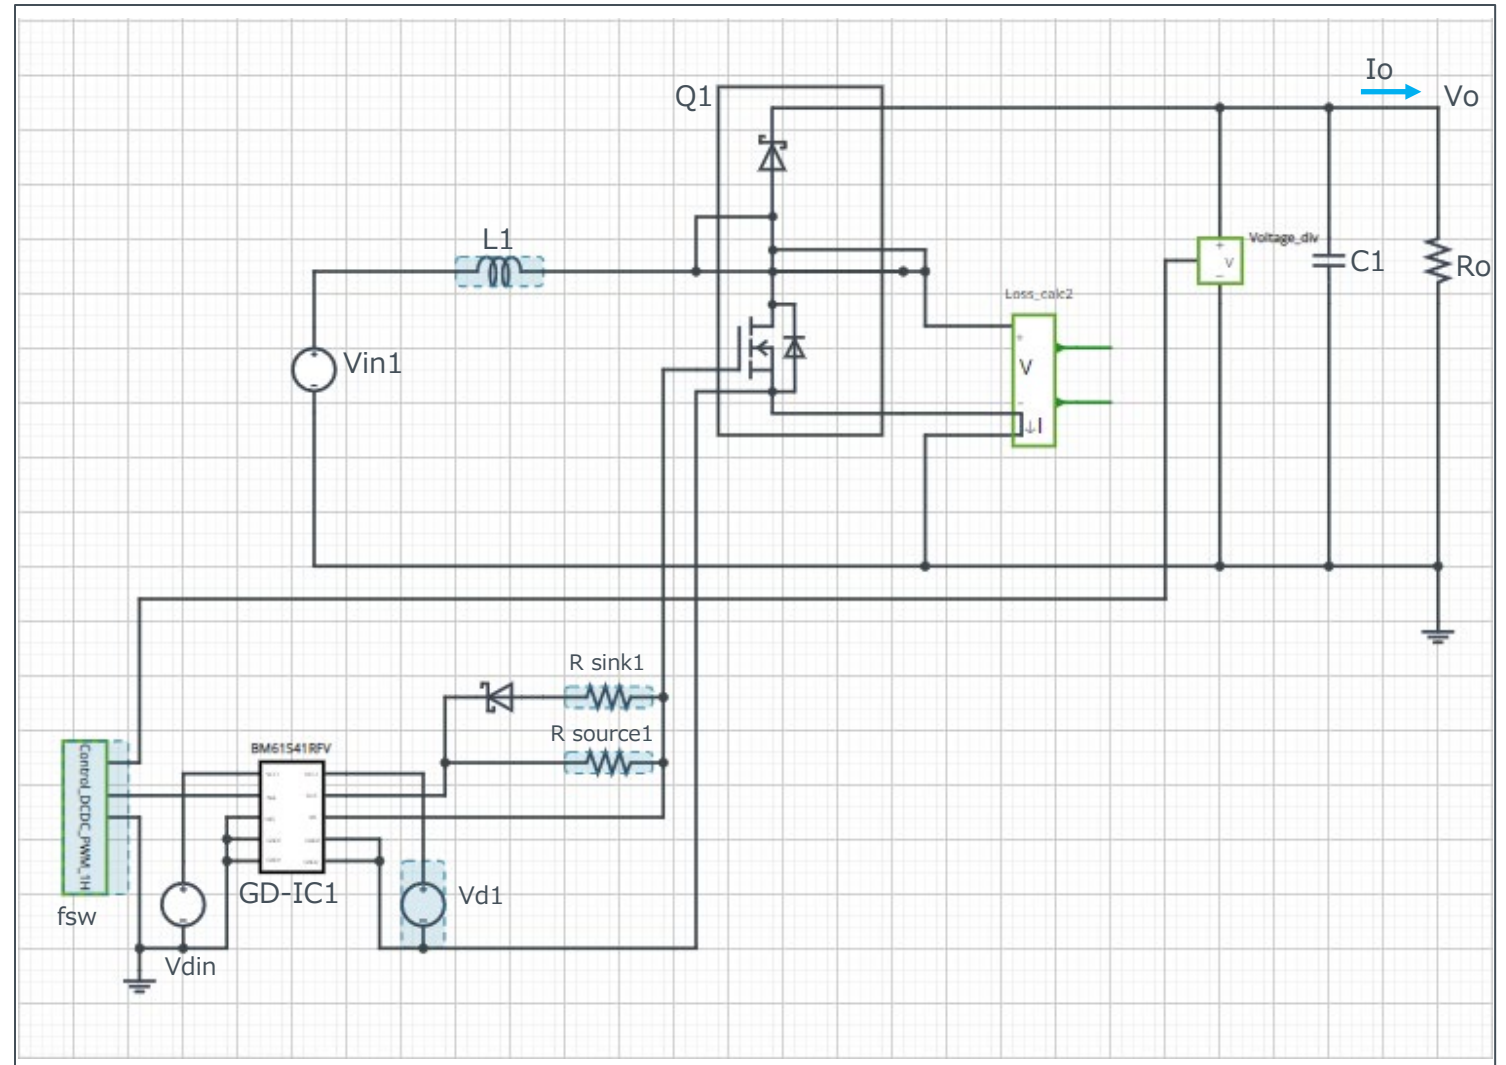 Io
Vo
Q1
L1
Voltage_div
+
V
-
C1
Ro
Loss_calc2
+
V
-
↓I
Vin1
+
-
R sink1
R source1
BM61S41RFV
Control_DCDC_PWM_1H
GD-IC1
fsw
Vdin
+
-
Vd1
+
-